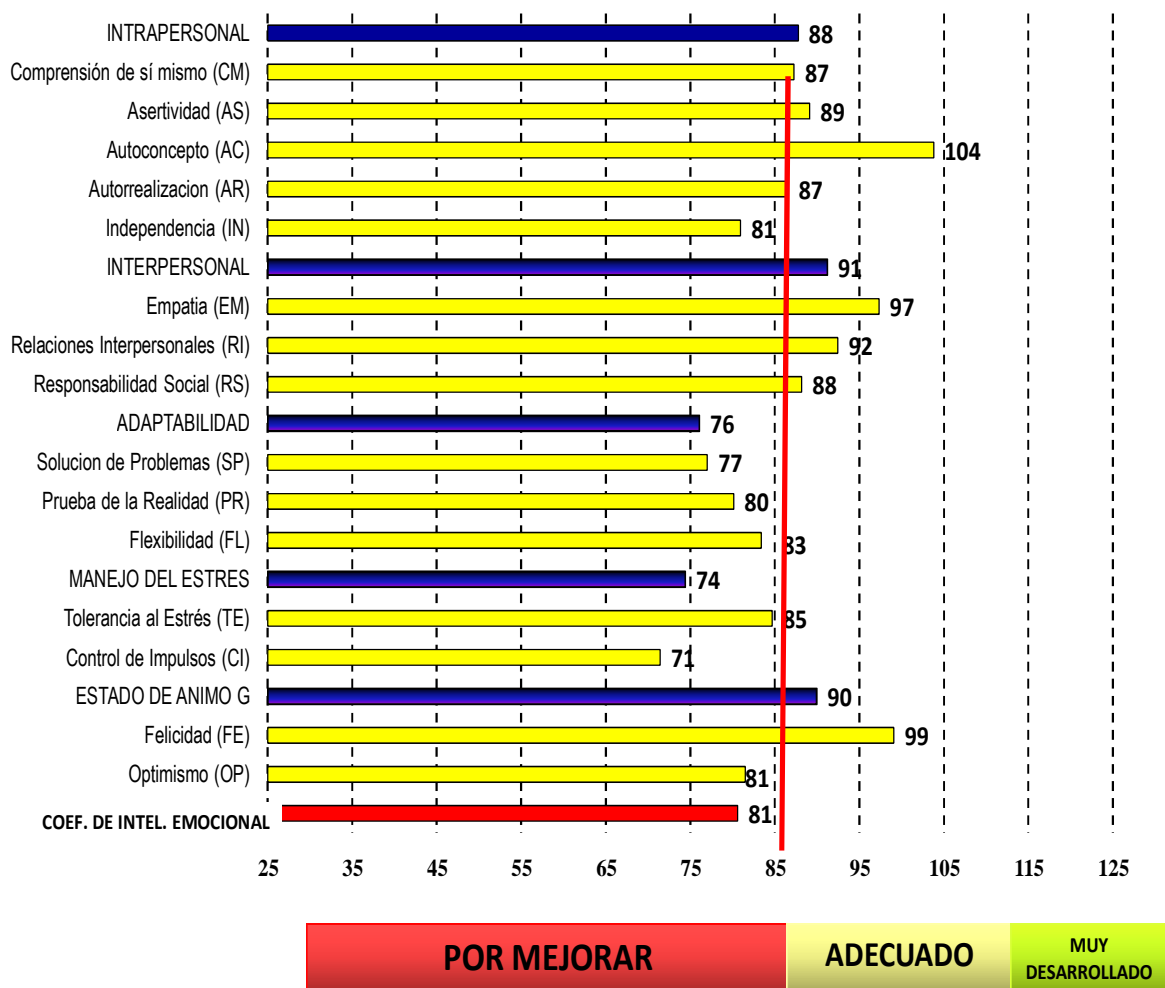 INTRAPERSONAL 88
Comprensión de sí mismo (CM) 87
Asertividad (AS) 89
Autoconcepto (AC) 104
Autorrealizacion (AR) 87
Independencia (IN) 81
INTERPERSONAL 91
Empatia (EM) 97
Relaciones Interpersonales (RI) 92
Responsabilidad Social (RS) 88
ADAPTABILIDAD 76
Solucion de Problemas (SP) 77
Prueba de la Realidad (PR) 80
Flexibilidad (FL) 83
MANEJO DEL ESTRES 74
Tolerancia al Estrés (TE) 85
Control de Impulsos (CI) 71
ESTADO DE ANIMO G 90
Felicidad (FE) 99
Optimismo (OP) 81
COEF. DE INTEL. EMOCIONAL 81
25 35 45 55 65 75 85 95 105 115 125
POR MEJORAR
ADECUADO
MUY
DESARROLLADO